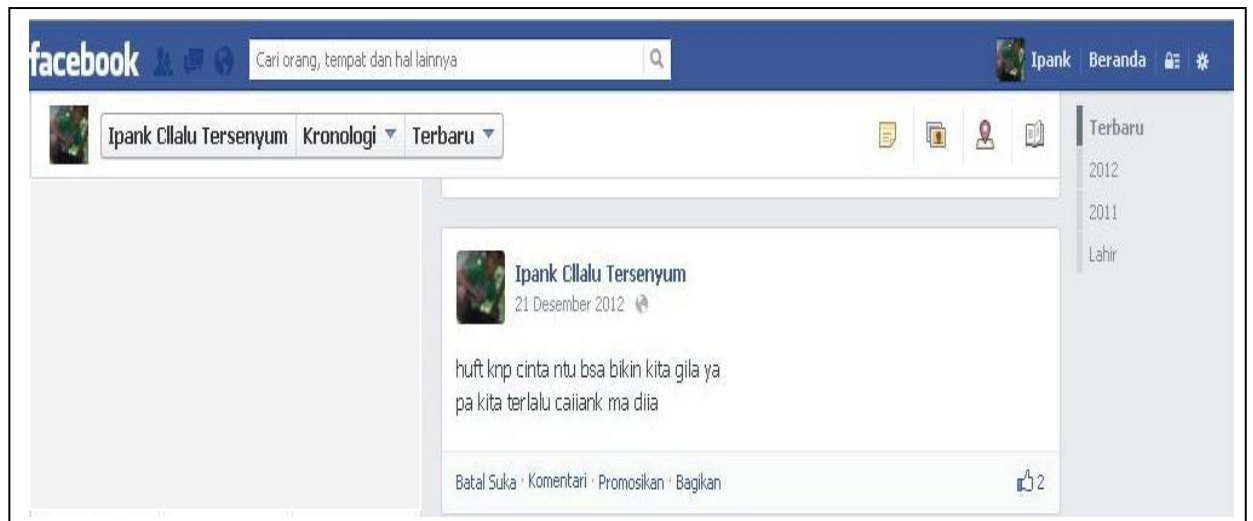 facebook
Cari orang, tempat dan hal lainnya
Ipank Beranda
Ipank Cllalu Tersenyum Kronologi Terbaru
Terbaru
2012
2011
Lahir
Ipank Cllalu Tersenyum
21 Desember 2012
huft knp cinta ntu bsa bikin kita gila ya
pa kita terlalu caiiank ma diia
Batal Suka · Komentari · Promosikan · Bagikan
2